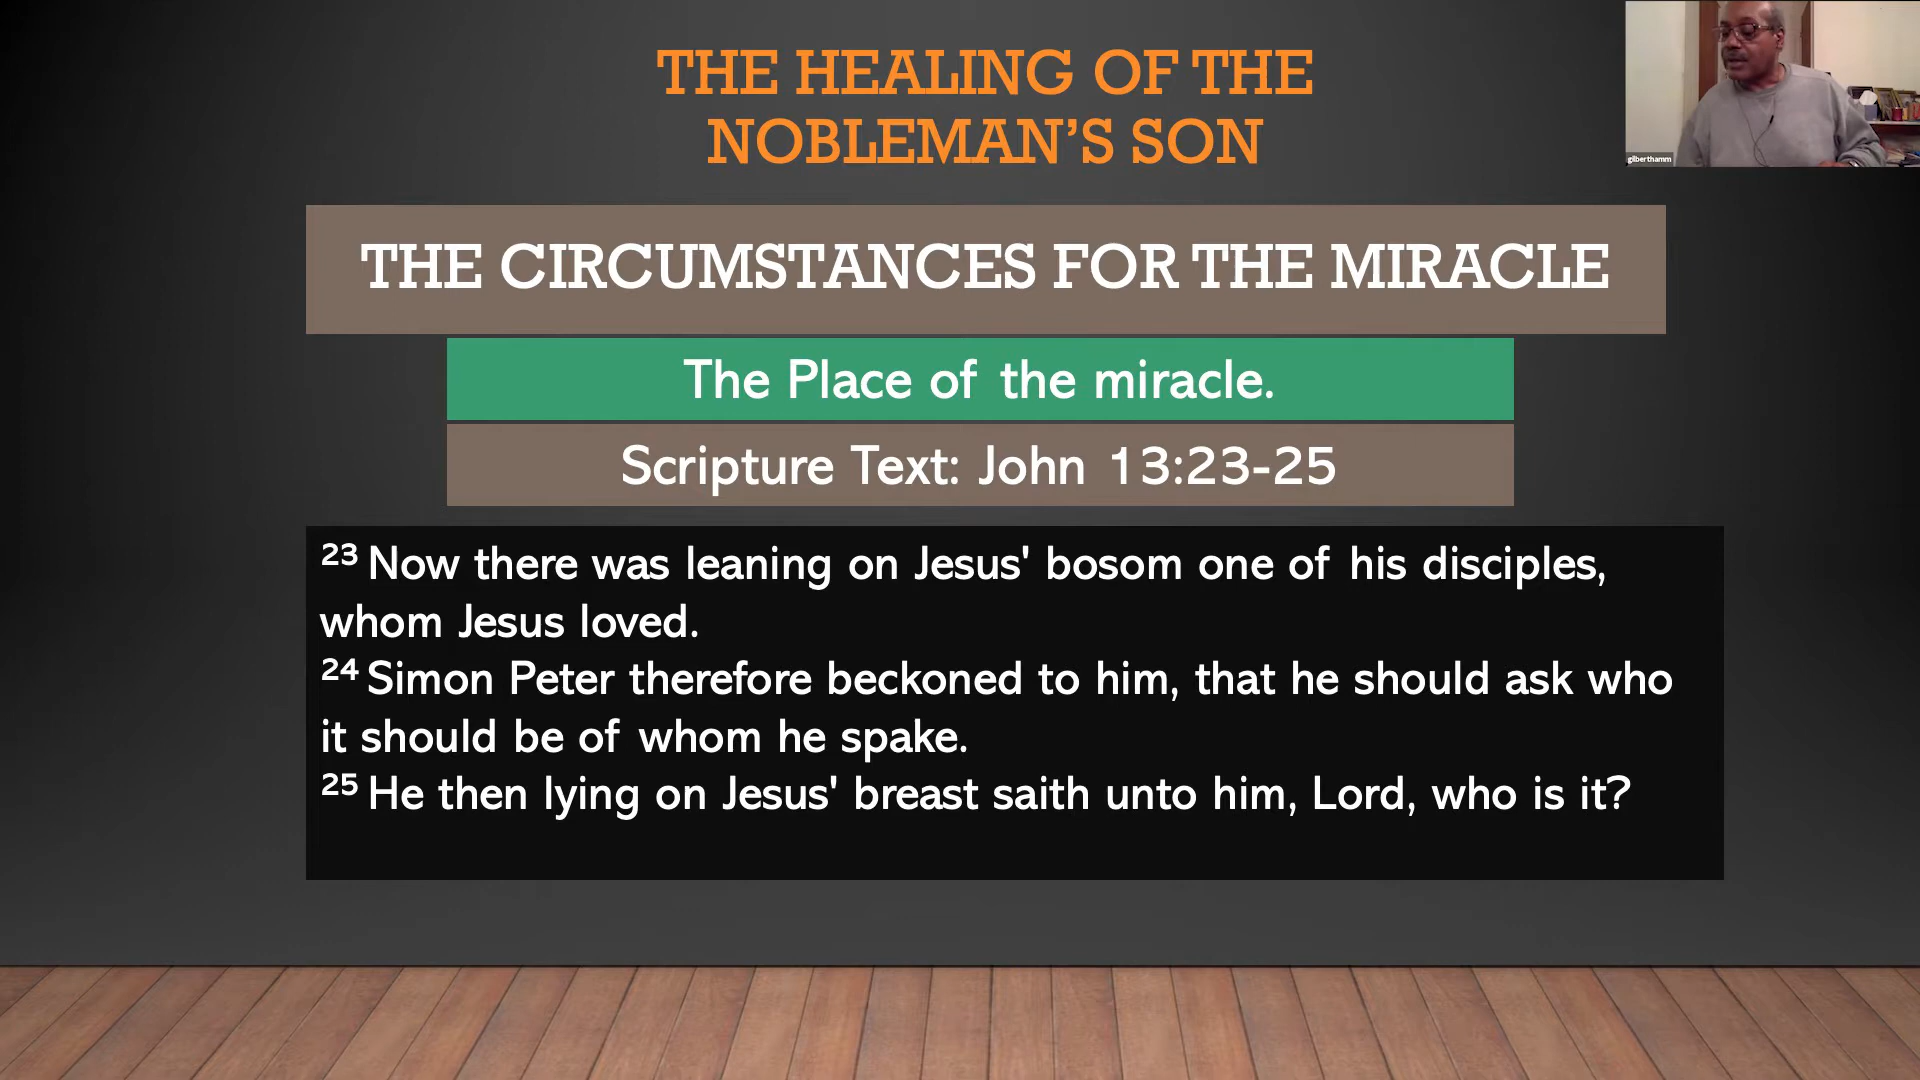 THE HEALING OF THE
NOBLEMAN’S SON
gilberthamm
THE CIRCUMSTANCES FOR THE MIRACLE
The Place of the miracle.
Scripture Text: John 13:23-25
23 Now there was leaning on Jesus' bosom one of his disciples,
whom Jesus loved.
24 Simon Peter therefore beckoned to him, that he should ask who
it should be of whom he spake.
25 He then lying on Jesus' breast saith unto him, Lord, who is it?